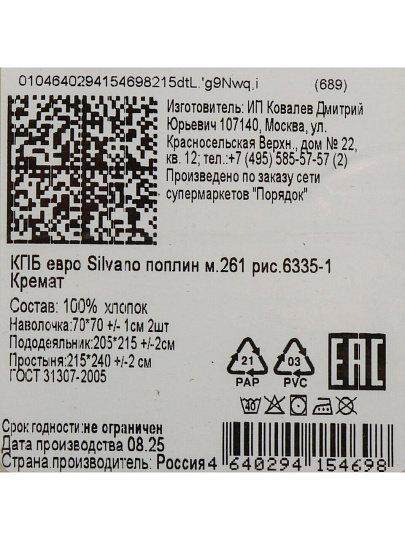 0104640294154698215dtL.'g9Nwq,i (689)
Изготовитель: ИП Ковалев Дмитрий
Юрьевич 107140, Москва, ул.
Красносельская Верхн., дом № 22,
кв. 12; тел.:+7 (495) 585-57-57 (2)
Произведено по заказу сети
супермаркетов "Порядок"
КПБ евро Silvano поплин м.261 рис.6335-1
Кремат
Состав: 100% хлопок
Наволочка:70*70 +/- 1см 2шт
Пододеяльник:205*215 +/-2см
Простыня:215*240 +/-2 см
ГОСТ 31307-2005
21
PAP
03
PVC
EAC
40
Срок годности:не ограничен
Дата производства 08.25
Страна производитель: Россия
4 640294 154698